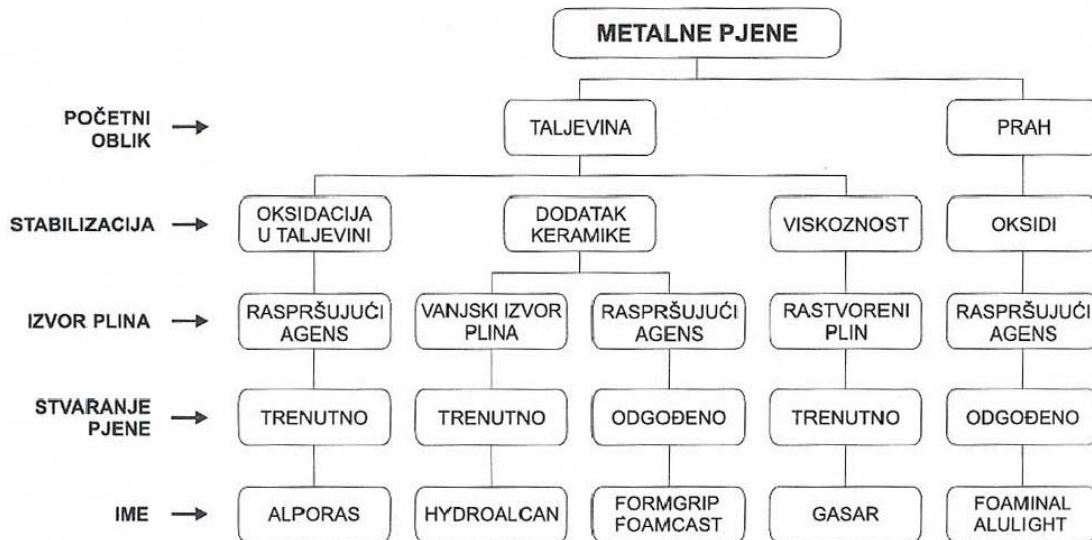 METALNE PJENE
POČETNI
OBLIK
TALJEVINA
PRAH
STABILIZACIJA
OKSIDACIJA
U TALJEVINI
DODATAK
KERAMIKE
VISKOZNOST
OKSIDI
IZVOR PLINA
RASPRŠUJUĆI
AGENS
VANJSKI IZVOR
PLINA
RASPRŠUJUĆI
AGENS
RASTVORENI
PLIN
RASPRŠUJUĆI
AGENS
STVARANJE
PJENE
TRENUTNO
TRENUTNO
ODGOĐENO
TRENUTNO
ODGOĐENO
IME
ALPORAS
HYDROALCAN
FORMGRIP
FOAMCAST
GASAR
FOAMINAL
ALULIGHT